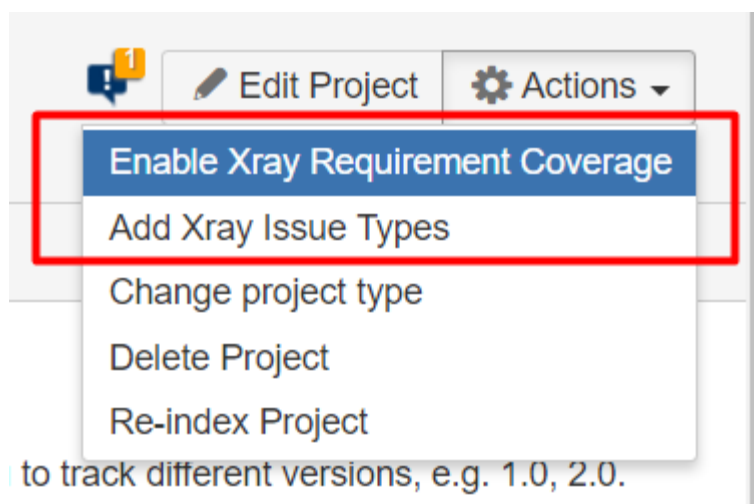 1
Edit Project
Actions
Enable Xray Requirement Coverage
Add Xray Issue Types
Change project type
Delete Project
Re-index Project
to track different versions, e.g. 1.0, 2.0.